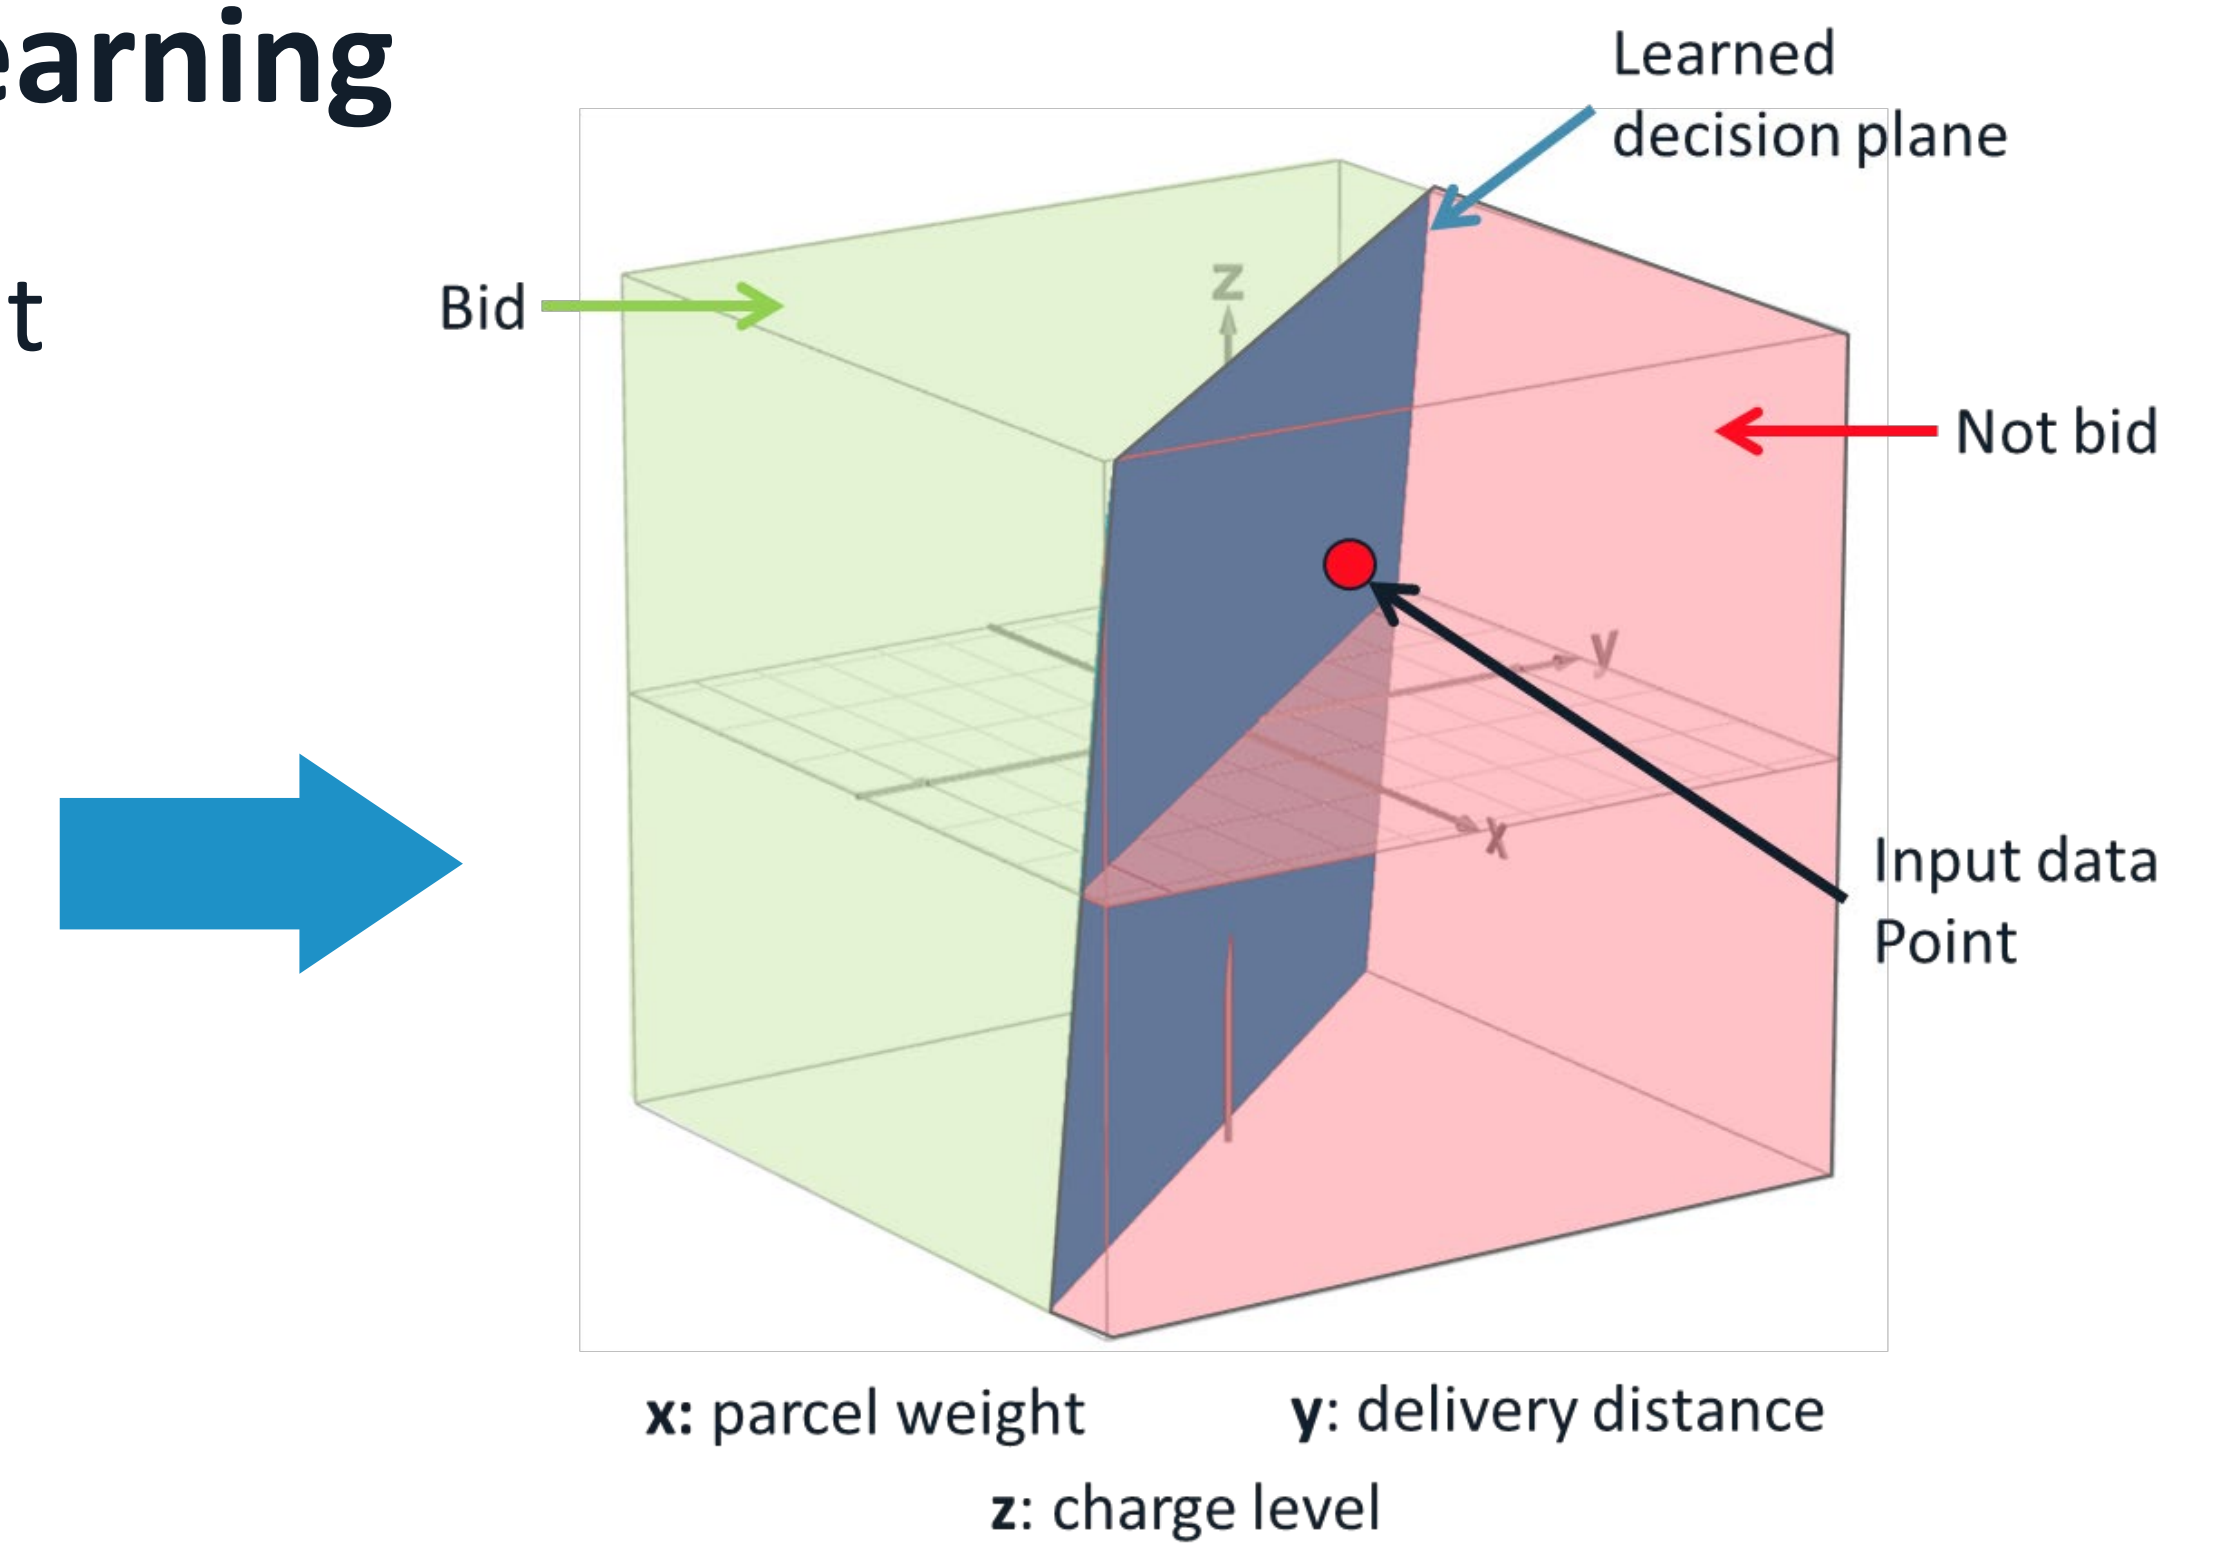 earning
t
Learned
decision plane
Bid
z
Not bid
y
x
Input data
Point
x: parcel weight
y: delivery distance
z: charge level